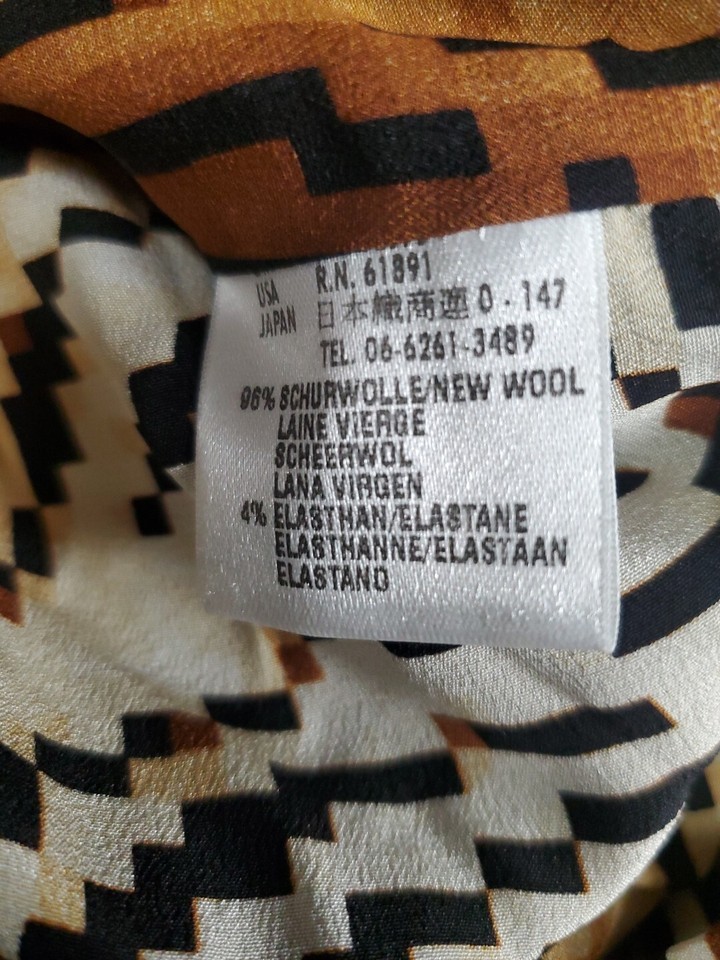 USA R.N. 61891
JAPAN 日本織商連 0 - 147
TEL. 06-6261-3489
96% SCHURWOLLE/NEW WOOL
LAINE VIERGE
SCHEERWOL
LANA VIRGEN
4% ELASTHAN/ELASTANE
ELASTHANNE/ELASTAAN
ELASTANO